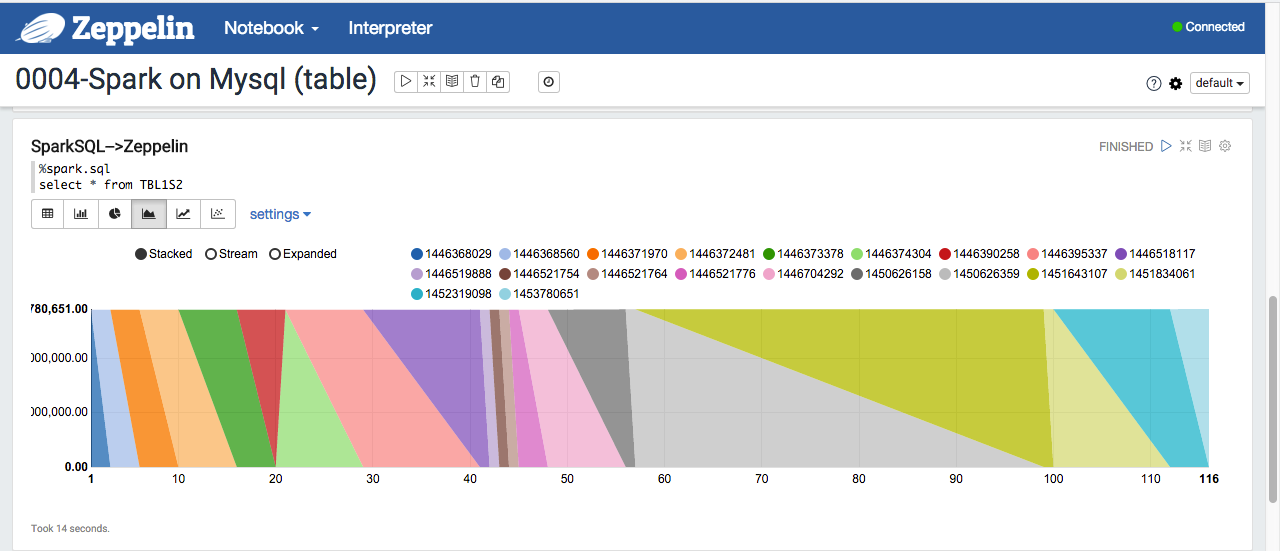 Zeppelin Notebook Interpreter Connected
0004-Spark on Mysql (table) default
SparkSQL–>Zeppelin FINISHED
%spark.sql
select * from TBL1S2
settings
Stacked Stream Expanded
1446368029 1446368560 1446371970 1446372481 1446373378 1446374304 1446390258 1446395337 1446518117
1446519888 1446521754 1446521764 1446521776 1446704292 1450626158 1450626359 1451643107 1451834061
1452319098 1453780651
780,651.00
000,000.00
000,000.00
0.00
1 10 20 30 40 50 60 70 80 90 100 110 116
Took 14 seconds.